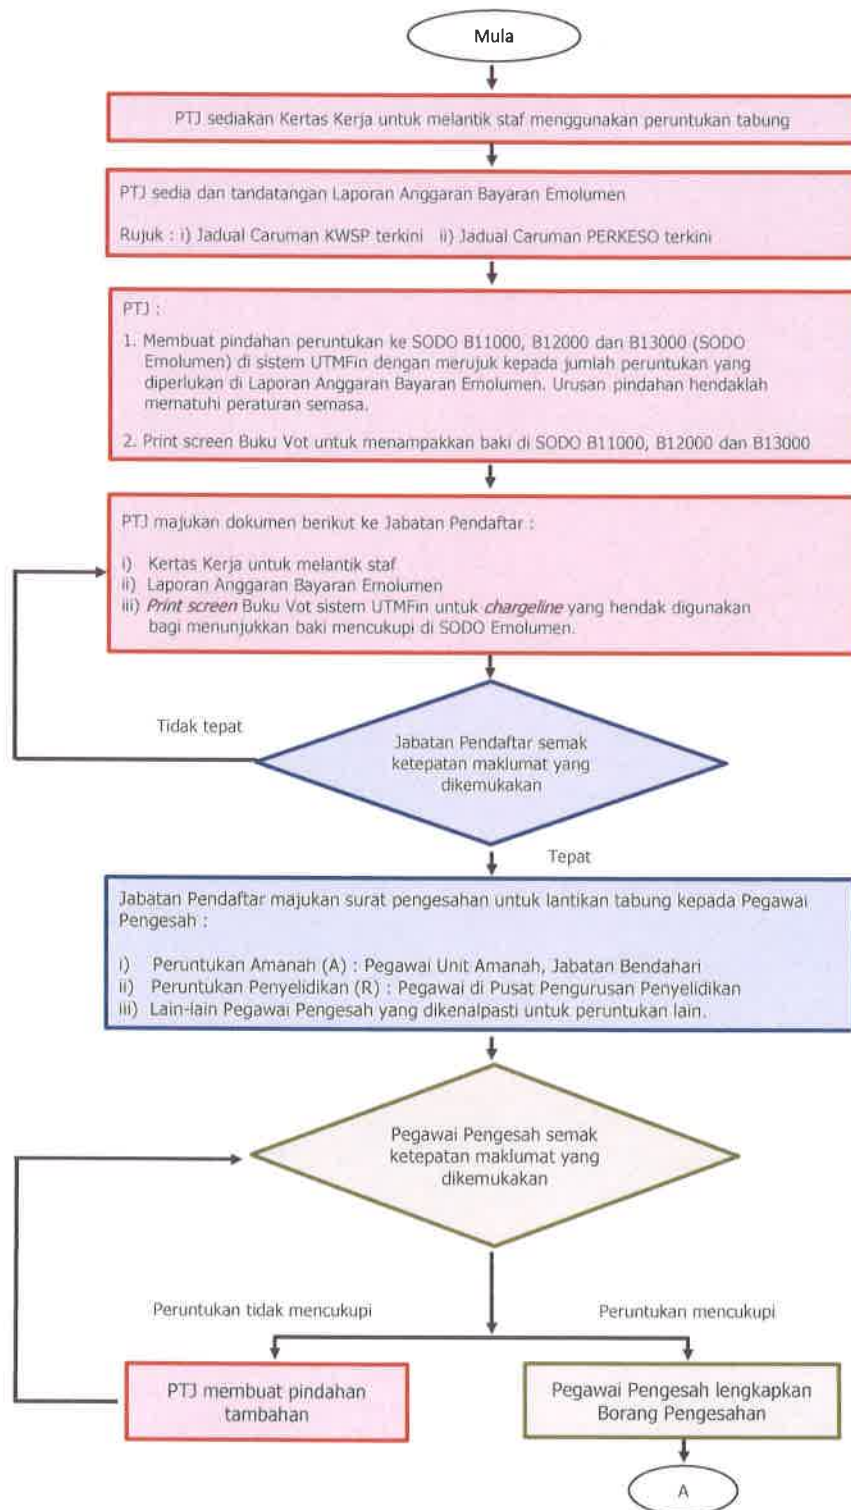 Mula
PTJ sediakan Kertas Kerja untuk melantik staf menggunakan peruntukan tabung
PTJ sedia dan tandatangan Laporan Anggaran Bayaran Emolumen
Rujuk : i) Jadual Caruman KWSP terkini   ii) Jadual Caruman PERKESO terkini
PTJ :
1. Membuat pindahan peruntukan ke SODO B11000, B12000 dan B13000 (SODO
Emolumen) di sistem UTMFin dengan merujuk kepada jumlah peruntukan yang
diperlukan di Laporan Anggaran Bayaran Emolumen. Urusan pindahan hendaklah
mematuhi peraturan semasa.
2. Print screen Buku Vot untuk menampakkan baki di SODO B11000, B12000 dan B13000
PTJ majukan dokumen berikut ke Jabatan Pendaftar :
i) Kertas Kerja untuk melantik staf
ii) Laporan Anggaran Bayaran Emolumen
iii) Print screen Buku Vot sistem UTMFin untuk chargeline yang hendak digunakan
bagi menunjukkan baki mencukupi di SODO Emolumen.
Tidak tepat
Jabatan Pendaftar semak
ketepatan maklumat yang
dikemukakan
Tepat
Jabatan Pendaftar majukan surat pengesahan untuk lantikan tabung kepada Pegawai
Pengesah :
i) Peruntukan Amanah (A) : Pegawai Unit Amanah, Jabatan Bendahari
ii) Peruntukan Penyelidikan (R) : Pegawai di Pusat Pengurusan Penyelidikan
iii) Lain-lain Pegawai Pengesah yang dikenalpasti untuk peruntukan lain.
Pegawai Pengesah semak
ketepatan maklumat yang
dikemukakan
Peruntukan tidak mencukupi
Peruntukan mencukupi
PTJ membuat pindahan
tambahan
Pegawai Pengesah lengkapkan
Borang Pengesahan
A